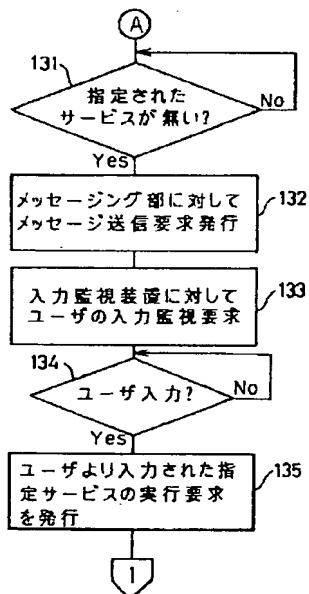 A
131
指定された
サービスが無い?
No
Yes
メッセージング部に対して
メッセージ送信要求発行
132
入力監視装置に対して
ユーザの入力監視要求
133
134
ユーザ入力?
No
Yes
ユーザより入力された指
定サービスの実行要求
を発行
135
1